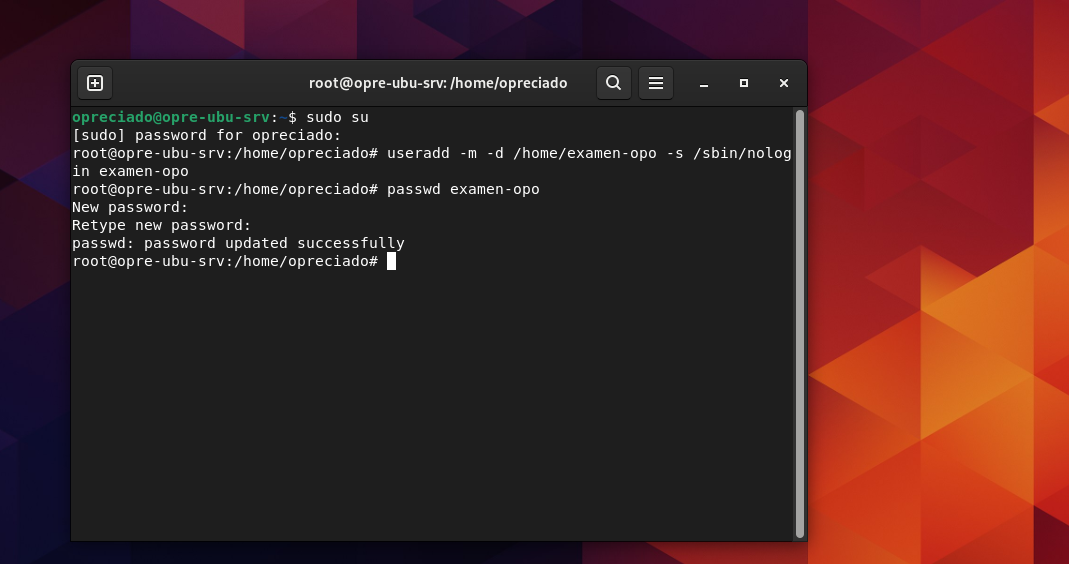 root@opre-ubu-srv: /home/opreciado
opreciado@opre-ubu-srv:~$ sudo su
[sudo] password for opreciado:
root@opre-ubu-srv:/home/opreciado# useradd -m -d /home/examen-opo -s /sbin/nolog
in examen-opo
root@opre-ubu-srv:/home/opreciado# passwd examen-opo
New password:
Retype new password:
passwd: password updated successfully
root@opre-ubu-srv:/home/opreciado#